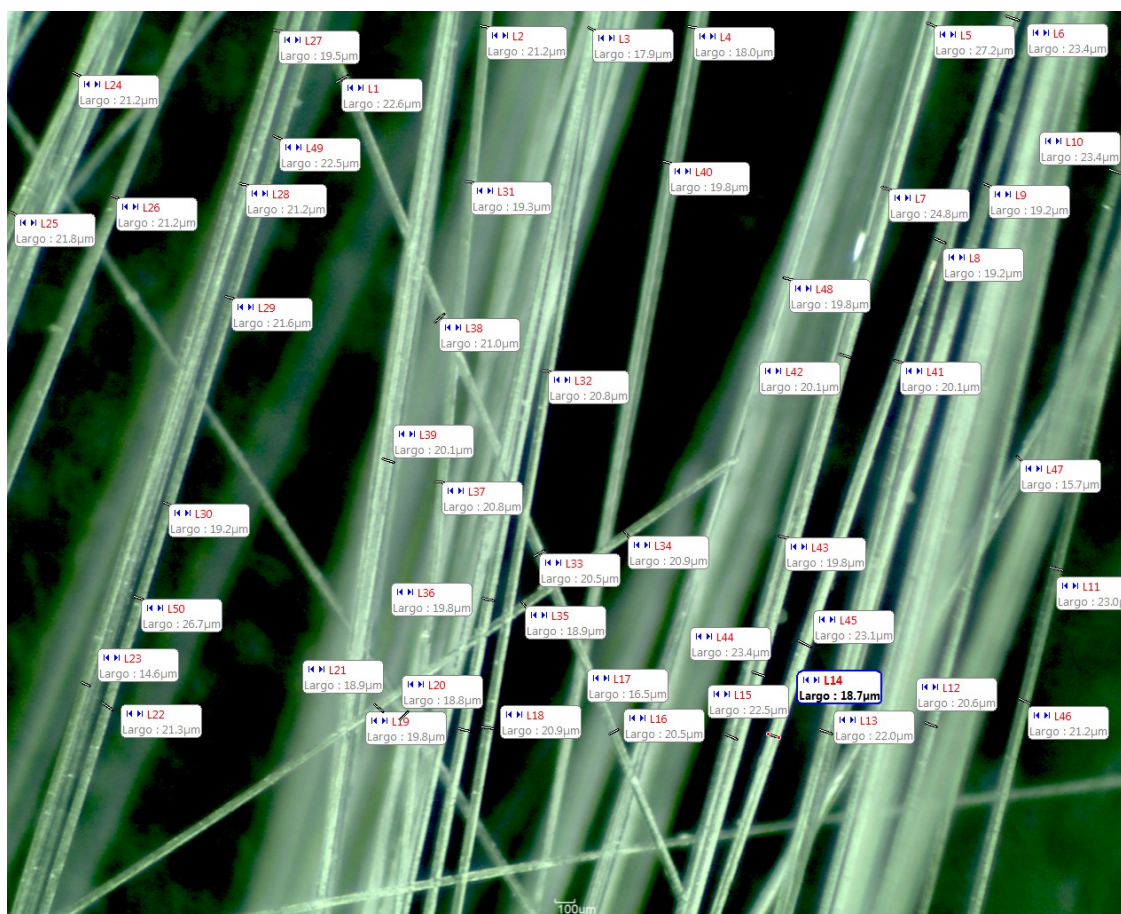 L27
Largo : 19.5µm
L2
Largo : 21.2µm
L3
Largo : 17.9µm
L4
Largo : 18.0µm
L5
Largo : 27.2µm
L6
Largo : 23.4µm
L24
Largo : 21.2µm
L1
Largo : 22.6µm
L49
Largo : 22.5µm
L10
Largo : 23.4µm
L40
Largo : 19.8µm
L28
Largo : 21.2µm
L31
Largo : 19.3µm
L7
Largo : 24.8µm
L9
Largo : 19.2µm
L26
Largo : 21.2µm
L25
Largo : 21.8µm
L8
Largo : 19.2µm
L48
Largo : 19.8µm
L29
Largo : 21.6µm
L38
Largo : 21.0µm
L42
Largo : 20.1µm
L41
Largo : 20.1µm
L32
Largo : 20.8µm
L39
Largo : 20.1µm
L47
Largo : 15.7µm
L37
Largo : 20.8µm
L30
Largo : 19.2µm
L34
Largo : 20.9µm
L43
Largo : 19.8µm
L33
Largo : 20.5µm
L11
Largo : 23.0
L36
Largo : 19.8µm
L50
Largo : 26.7µm
L35
Largo : 18.9µm
L45
Largo : 23.1µm
L44
Largo : 23.4µm
L23
Largo : 14.6µm
L21
Largo : 18.9µm
L17
Largo : 16.5µm
L14
Largo : 18.7µm
L20
Largo : 18.8µm
L12
Largo : 20.6µm
L15
Largo : 22.5µm
L22
Largo : 21.3µm
L19
Largo : 19.8µm
L18
Largo : 20.9µm
L16
Largo : 20.5µm
L13
Largo : 22.0µm
L46
Largo : 21.2µm
100um